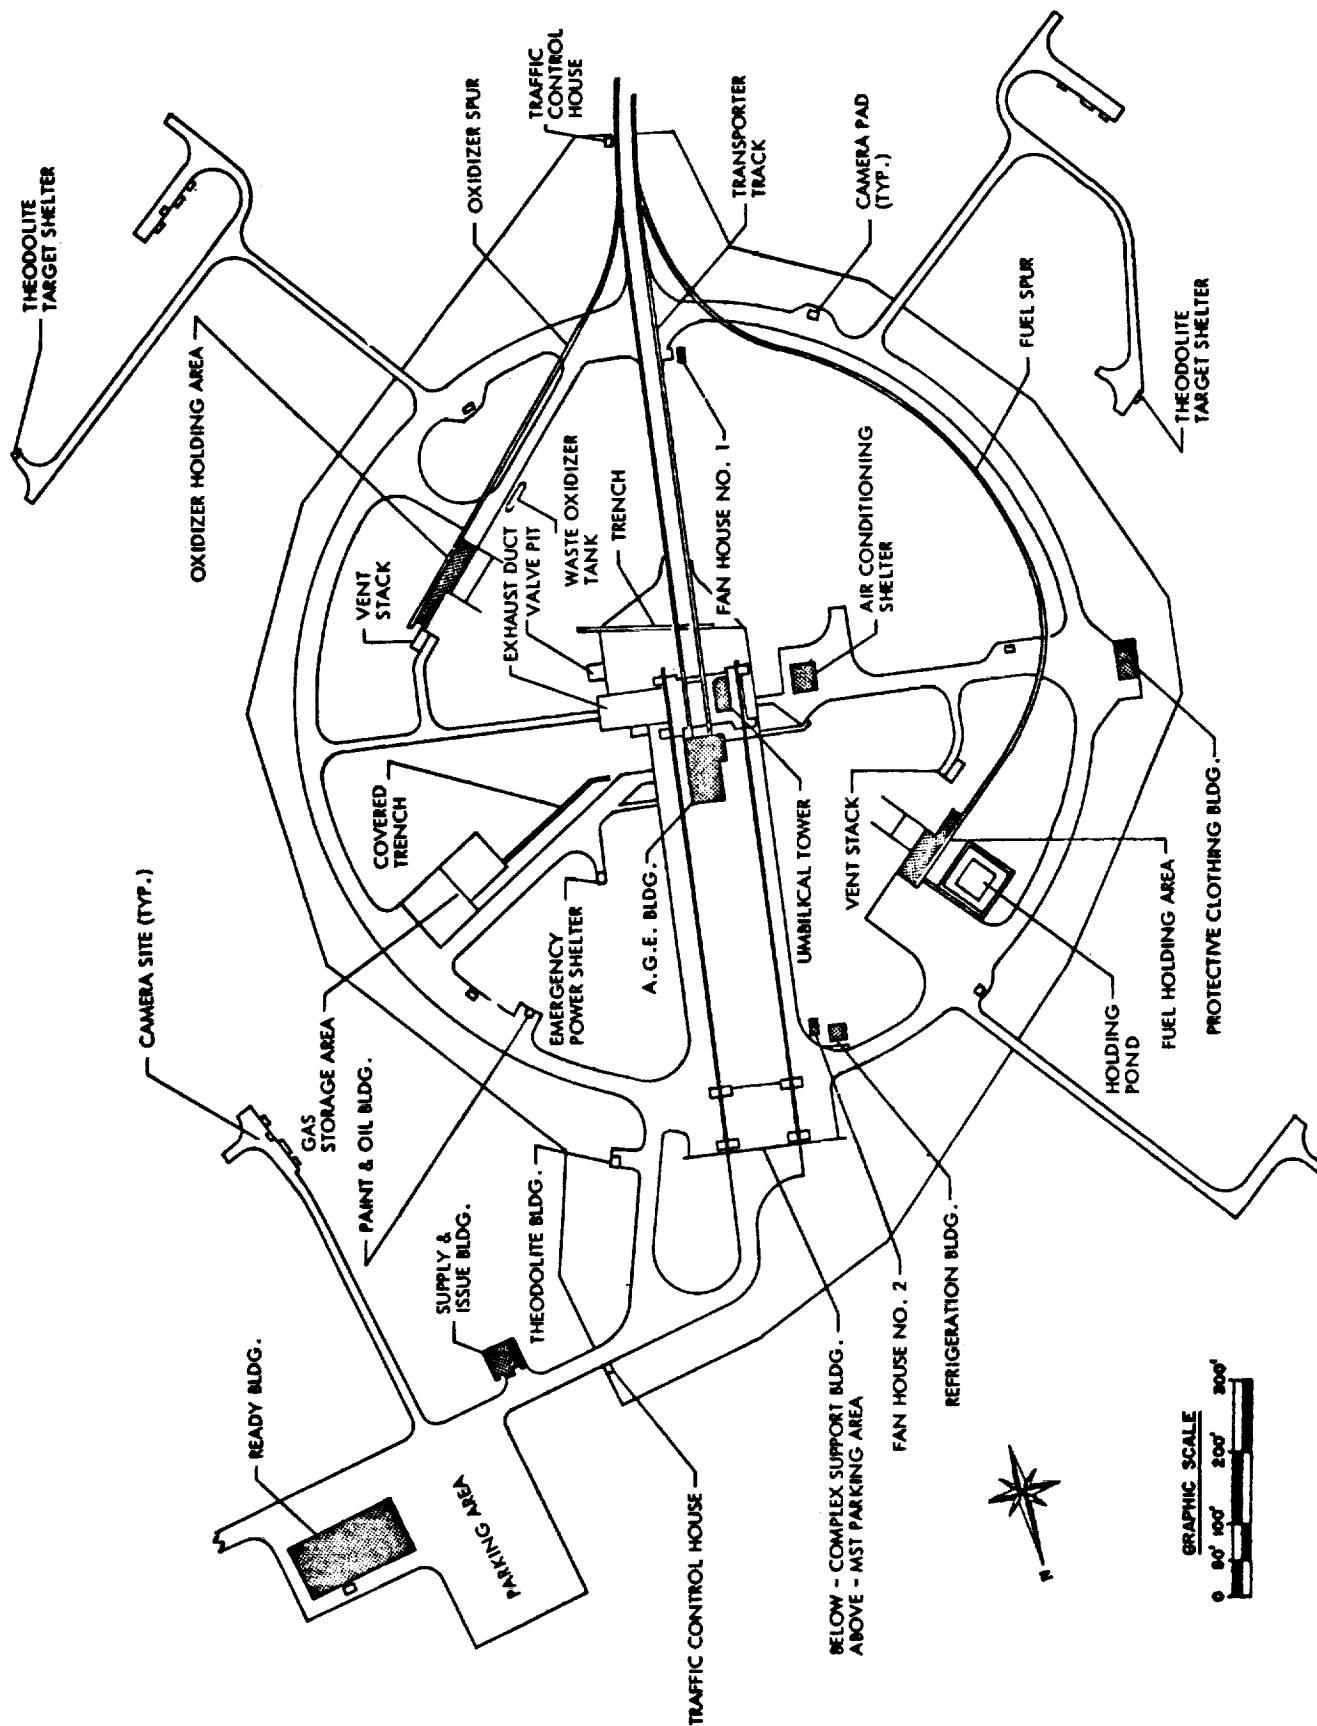 THEODOLITE
TARGET SHELTER
OXIDIZER HOLDING AREA
VENT
STACK
OXIDIZER SPUR
TRAFFIC
CONTROL
HOUSE
TRANSPORTER
TRACK
CAMERA PAD
(TYP.)
FUEL SPUR
THEODOLITE
TARGET SHELTER
EXHAUST DUCT
VALVE PIT
WASTE OXIDIZER
TANK
TRENCH
FAN HOUSE NO. 1
AIR CONDITIONING
SHELTER
CAMERA SITE (TYP.)
GAS
STORAGE AREA
PAINT & OIL BLDG.
COVERED
TRENCH
EMERGENCY
POWER SHELTER
A.G.E. BLDG.
UMBILICAL TOWER
VENT STACK
HOLDING
POND
FUEL HOLDING AREA
PROTECTIVE CLOTHING BLDG.
READY BLDG.
PARKING AREA
SUPPLY &
ISSUE BLDG.
THEODOLITE BLDG.
TRAFFIC CONTROL HOUSE
BELOW - COMPLEX SUPPORT BLDG.
ABOVE - MST PARKING AREA
FAN HOUSE NO. 2
REFRIGERATION BLDG.
N
GRAPHIC SCALE
0 50' 100' 200' 300'